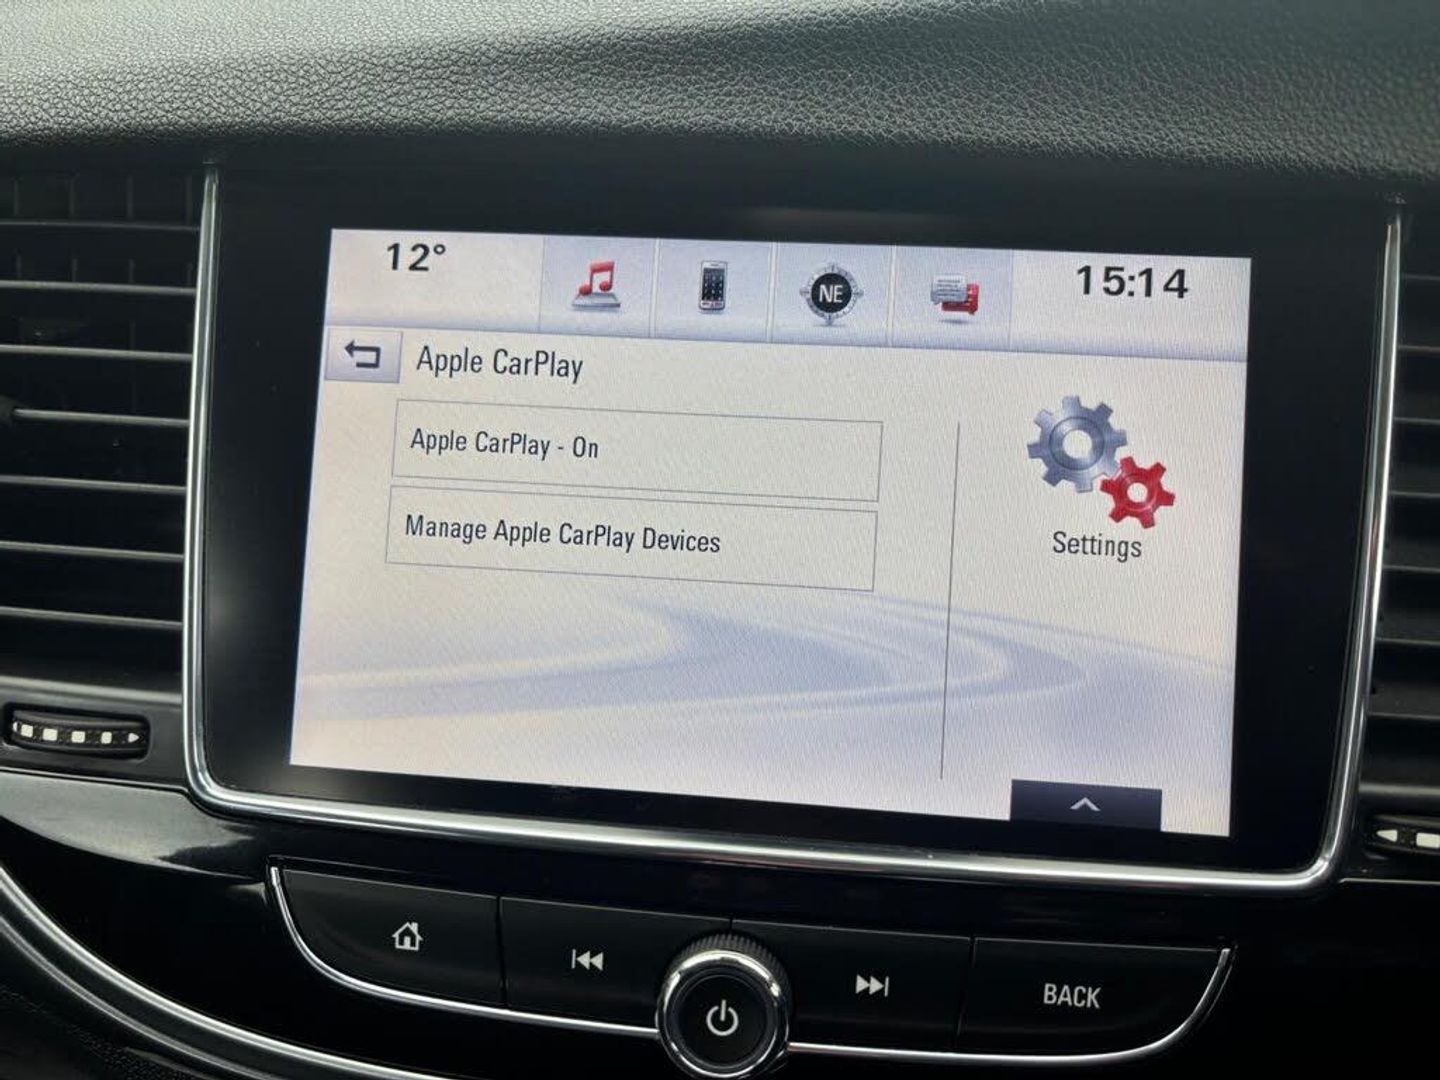 12°
NE
15:14
Apple CarPlay
Apple CarPlay - On
Manage Apple CarPlay Devices
Settings
BACK